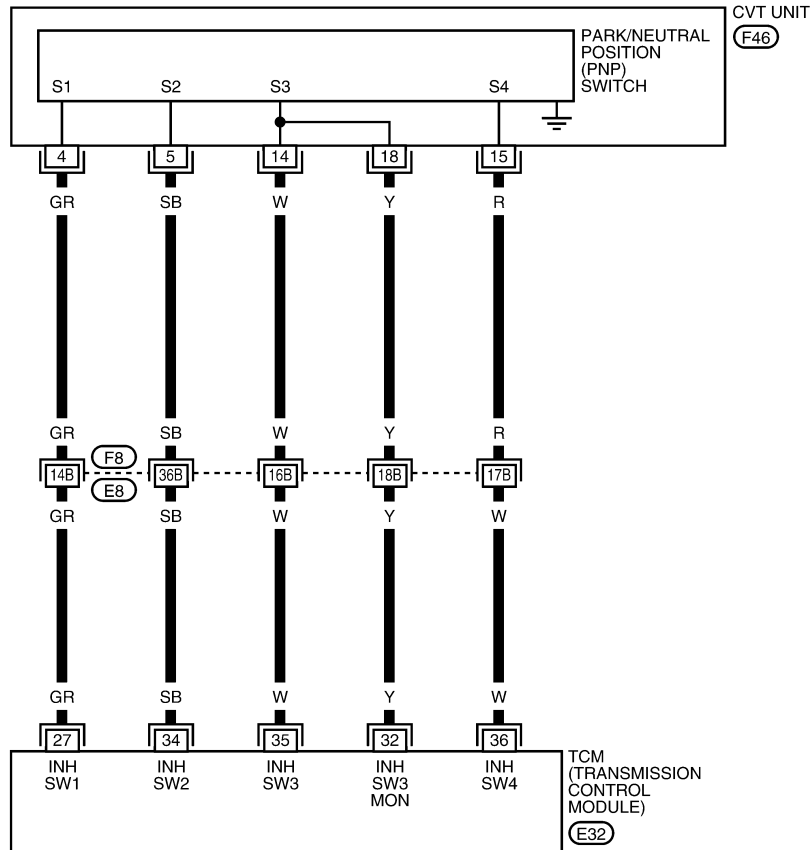 CVT UNIT
F46
PARK/NEUTRAL
POSITION
(PNP)
SWITCH
S1 S2 S3 S4
4 5 14 18 15
GR SB W Y R
GR SB W Y R
F8
14B 36B 16B 18B 17B
E8
GR SB W Y W
GR SB W Y W
27 34 35 32 36
INH INH INH INH INH
SW1 SW2 SW3 SW3 SW4
MON
TCM
(TRANSMISSION
CONTROL
MODULE)
E32